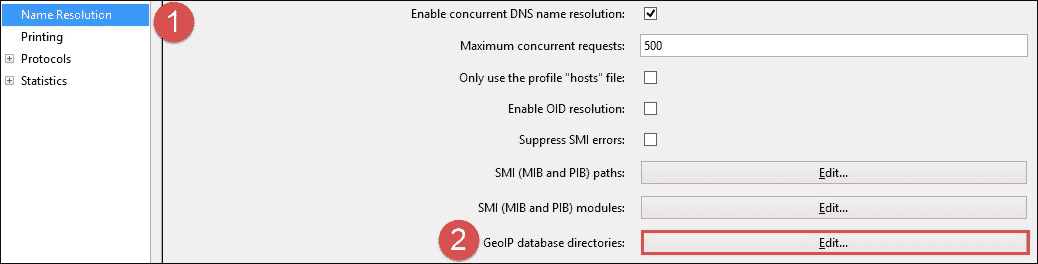 Name Resolution
1
Printing
Protocols
Statistics
Enable concurrent DNS name resolution:
Maximum concurrent requests: 500
Only use the profile "hosts" file:
Enable OID resolution:
Suppress SMI errors:
SMI (MIB and PIB) paths: Edit...
SMI (MIB and PIB) modules: Edit...
2 GeoIP database directories: Edit...